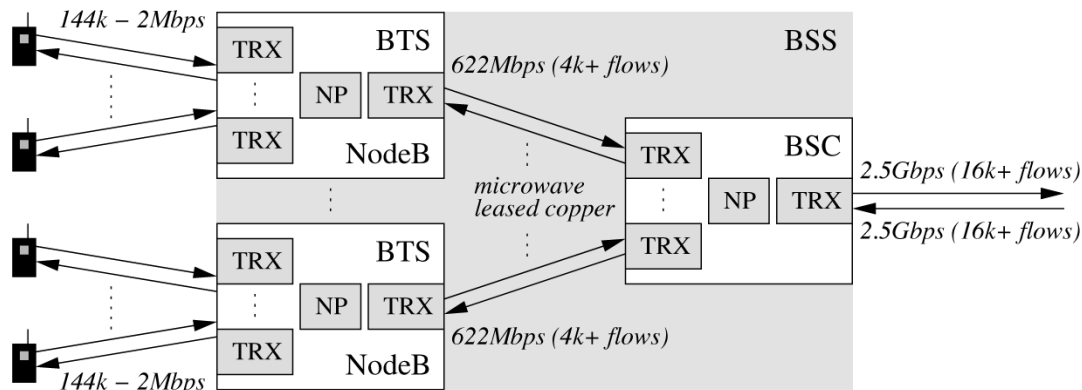 144k − 2Mbps
BTS
BSS
TRX
622Mbps (4k+ flows)
NP
TRX
TRX
NodeB
TRX
BSC
2.5Gbps (16k+ flows)
microwave
leased copper
NP
TRX
TRX
2.5Gbps (16k+ flows)
BTS
TRX
NP
TRX
622Mbps (4k+ flows)
TRX
NodeB
144k − 2Mbps